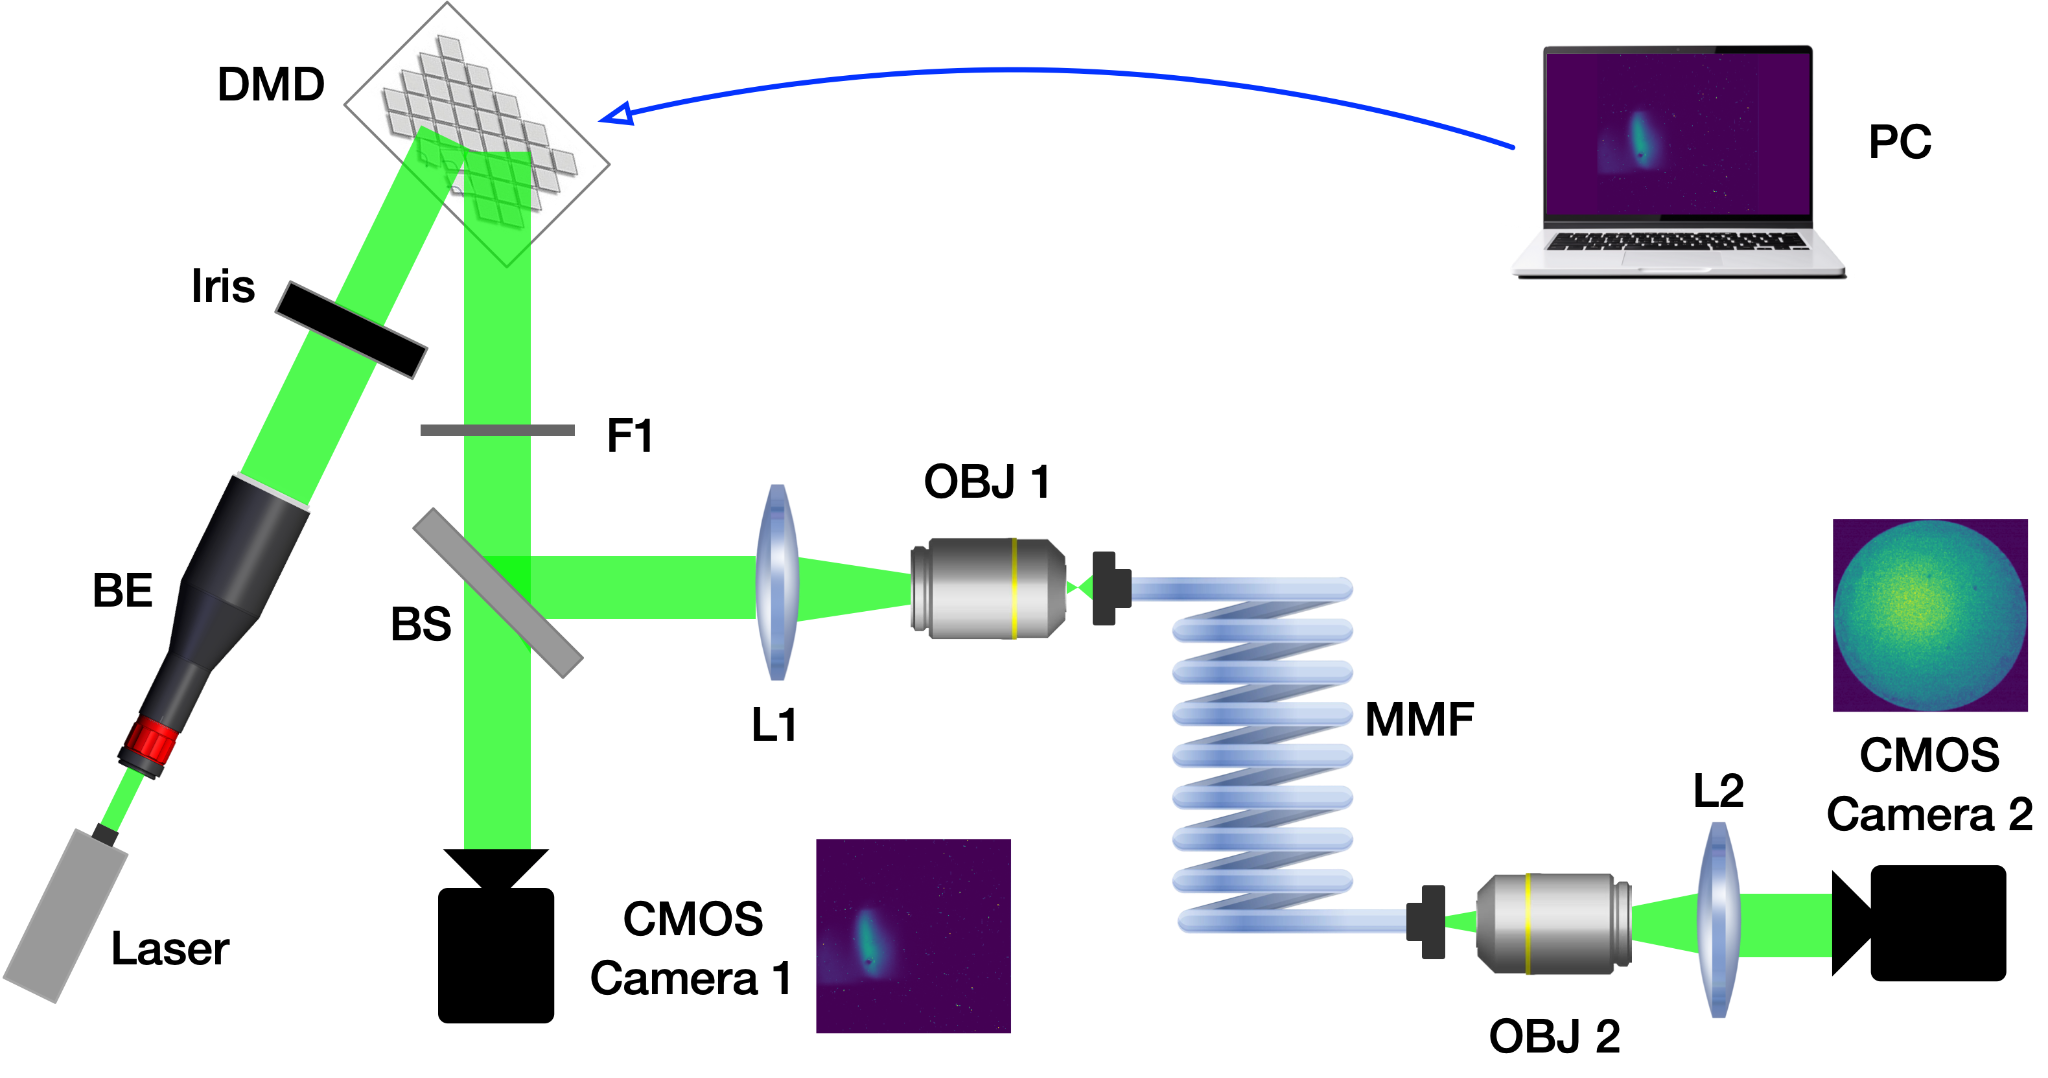 DMD
PC
Iris
F1
OBJ 1
BE
BS
L1
MMF
CMOS
Camera 2
L2
Laser
CMOS
Camera 1
OBJ 2